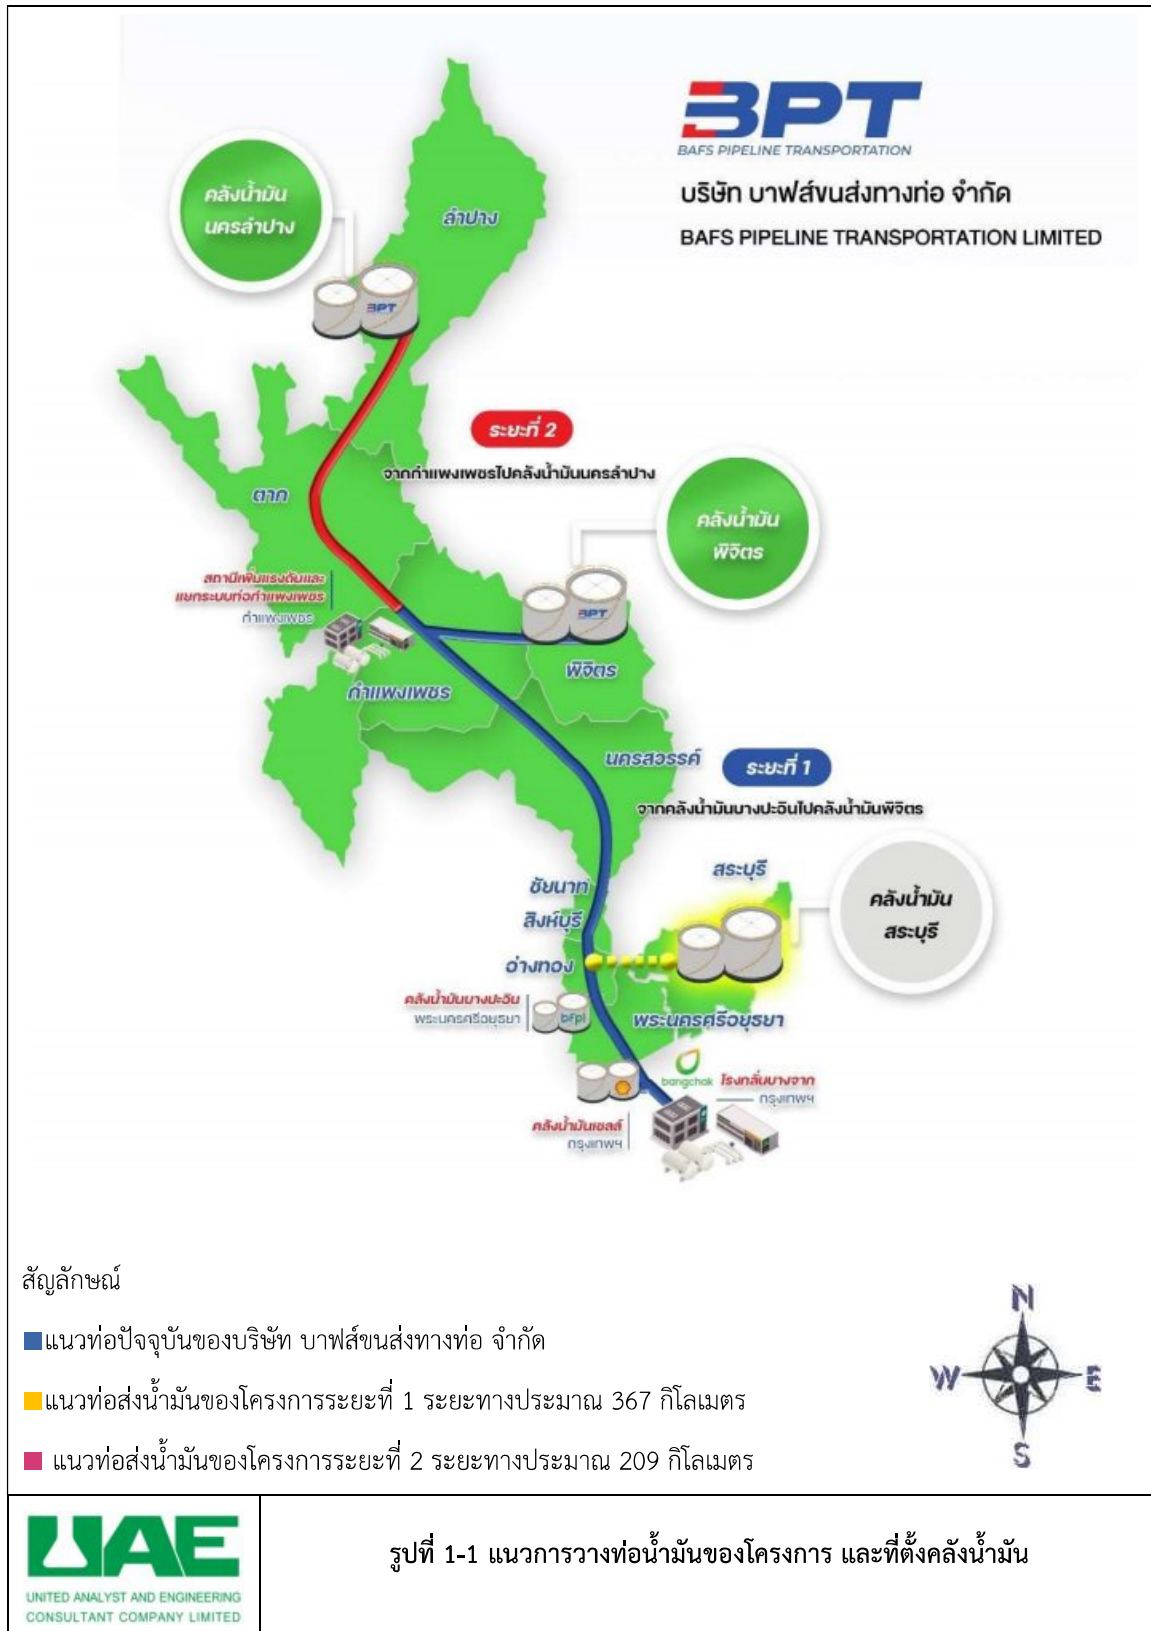 BPT
BAFS PIPELINE TRANSPORTATION
บริษัท บาฟส์ขนส่งทางท่อ จำกัด
BAFS PIPELINE TRANSPORTATION LIMITED
คลังน้ำมัน
นครลำปาง
ลำปาง
BPT
ระยะที่ 2
จากกำแพงเพชรไปคลังน้ำมันนครลำปาง
ตาก
คลังน้ำมัน
พิจิตร
สถานีเพิ่มแรงดันและ
แยกระบบท่อกำแพงเพชร
กำแพงเพชร
BPT
พิจิตร
กำแพงเพชร
นครสวรรค์
ระยะที่ 1
จากคลังน้ำมันบางปะอินไปคลังน้ำมันพิจิตร
ชัยนาท
สระบุรี
สิงห์บุรี
คลังน้ำมัน
สระบุรี
อ่างทอง
คลังน้ำมันบางปะอิน
พระนครศรีอยุธยา
bfpl
พระนครศรีอยุธยา
bangchak
โรงกลั่นบางจาก
กรุงเทพฯ
คลังน้ำมันเชลล์
กรุงเทพฯ
สัญลักษณ์
แนวท่อปัจจุบันของบริษัท บาฟส์ขนส่งทางท่อ จำกัด
แนวท่อส่งน้ำมันของโครงการระยะที่ 1 ระยะทางประมาณ 367 กิโลเมตร
แนวท่อส่งน้ำมันของโครงการระยะที่ 2 ระยะทางประมาณ 209 กิโลเมตร
N
W
E
S
UAE
UNITED ANALYST AND ENGINEERING
CONSULTANT COMPANY LIMITED
รูปที่ 1-1 แนวการวางท่อน้ำมันของโครงการ และที่ตั้งคลังน้ำมัน